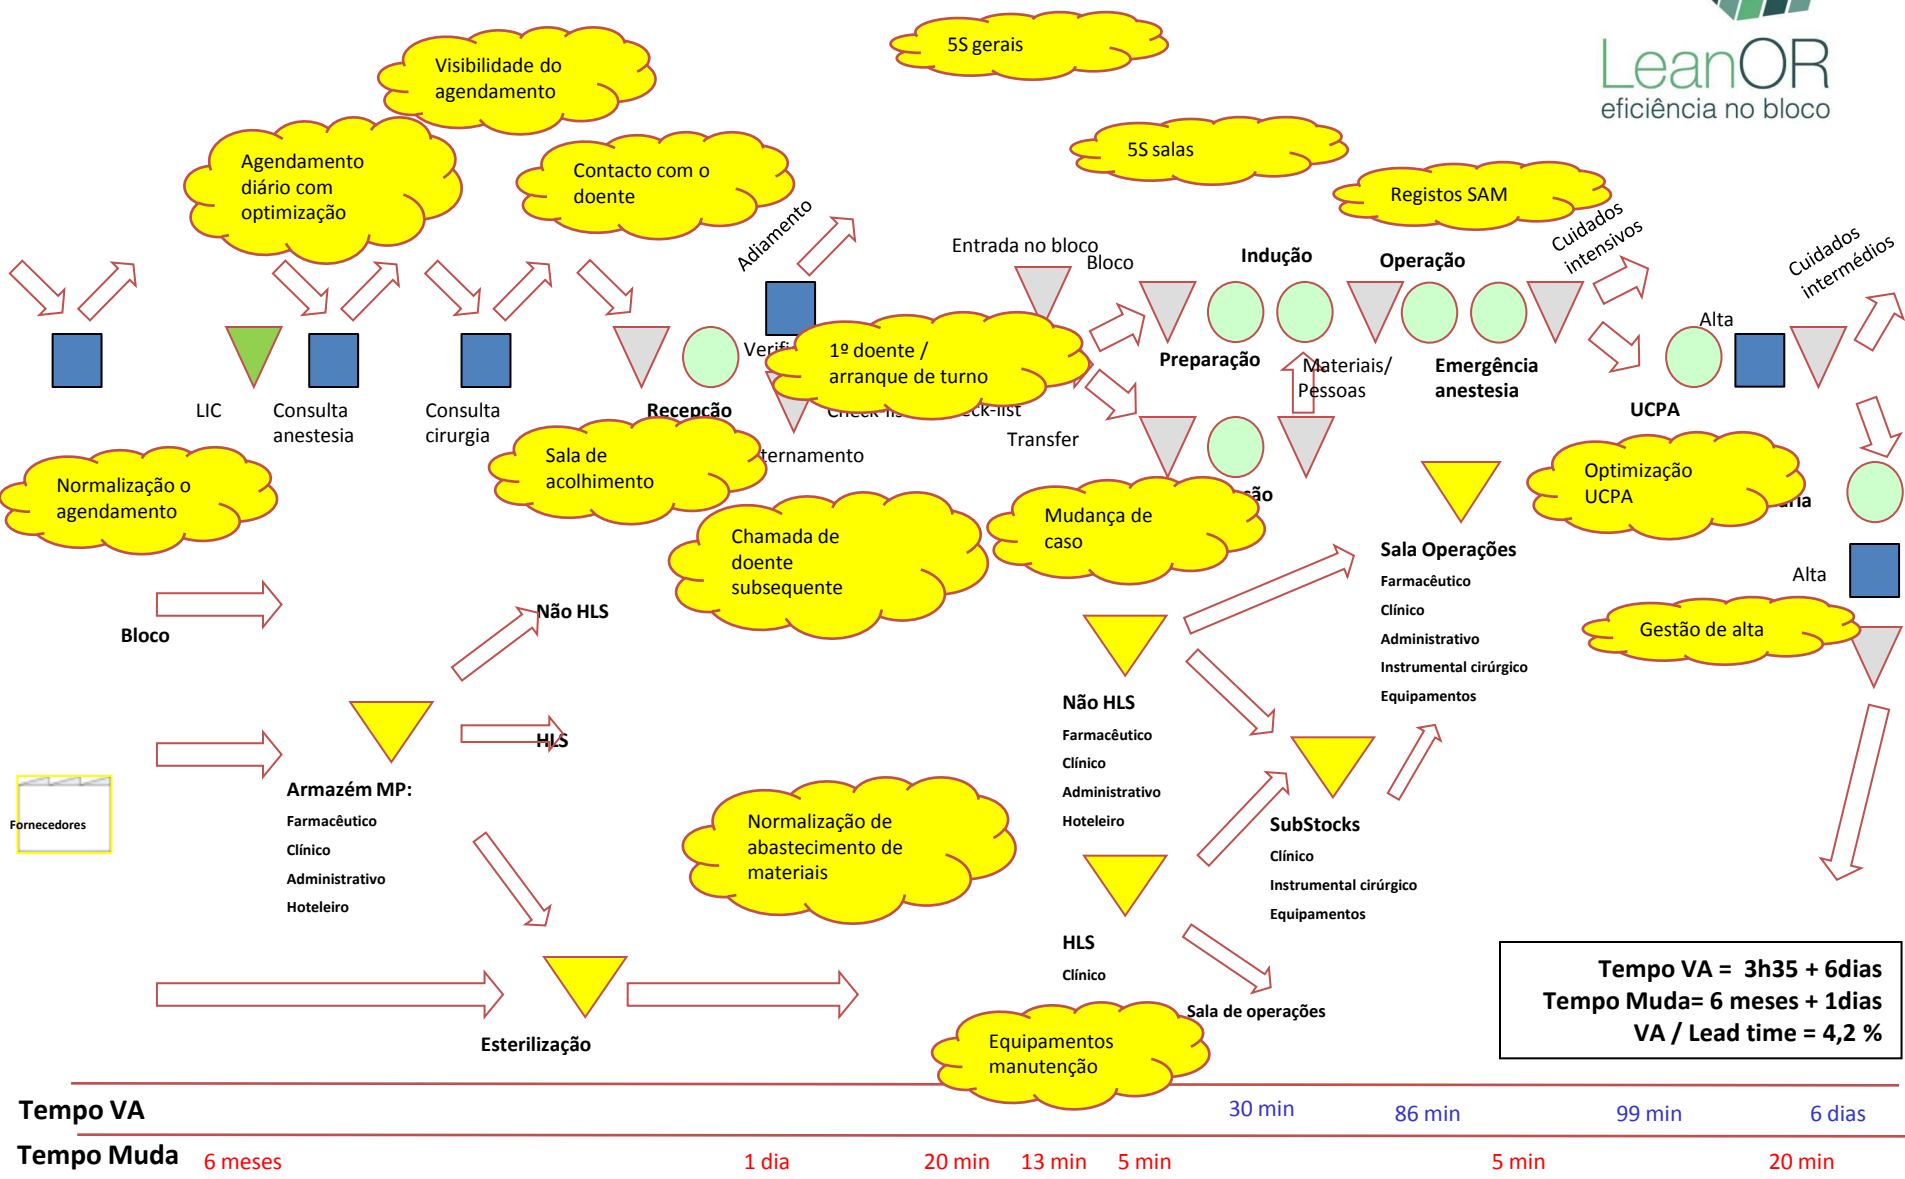 LeanOR
eficiência no bloco
5S gerais
Visibilidade do
agendamento
5S salas
Agendamento
diário com
optimização
Contacto com o
doente
Registos SAM
Adiamento
Entrada no bloco
Bloco
Indução
Operação
Cuidados
intensivos
Cuidados
intermédios
Alta
1º doente /
arranque de turno
Preparação
Materiais/
Pessoas
Emergência
anestesia
LIC
Consulta
anestesia
Consulta
cirurgia
Recepção
Check-list
Transfer
UCPA
Normalização o
agendamento
Sala de
acolhimento
Optimização
UCPA
Mudança de
caso
Chamada de
doente
subsequente
Sala Operações
Farmacêutico
Clínico
Administrativo
Instrumental cirúrgico
Equipamentos
Alta
Gestão de alta
Bloco
Não HLS
HLS
Não HLS
Farmacêutico
Clínico
Administrativo
Hoteleiro
Fornecedores
Armazém MP:
Farmacêutico
Clínico
Administrativo
Hoteleiro
Normalização de
abastecimento de
materiais
SubStocks
Clínico
Instrumental cirúrgico
Equipamentos
HLS
Clínico
Sala de operações
Esterilização
Equipamentos
manutenção
Tempo VA = 3h35 + 6dias
Tempo Muda= 6 meses + 1dias
VA / Lead time = 4,2 %
Tempo VA 30 min 86 min 99 min 6 dias
Tempo Muda 6 meses 1 dia 20 min 13 min 5 min 5 min 20 min